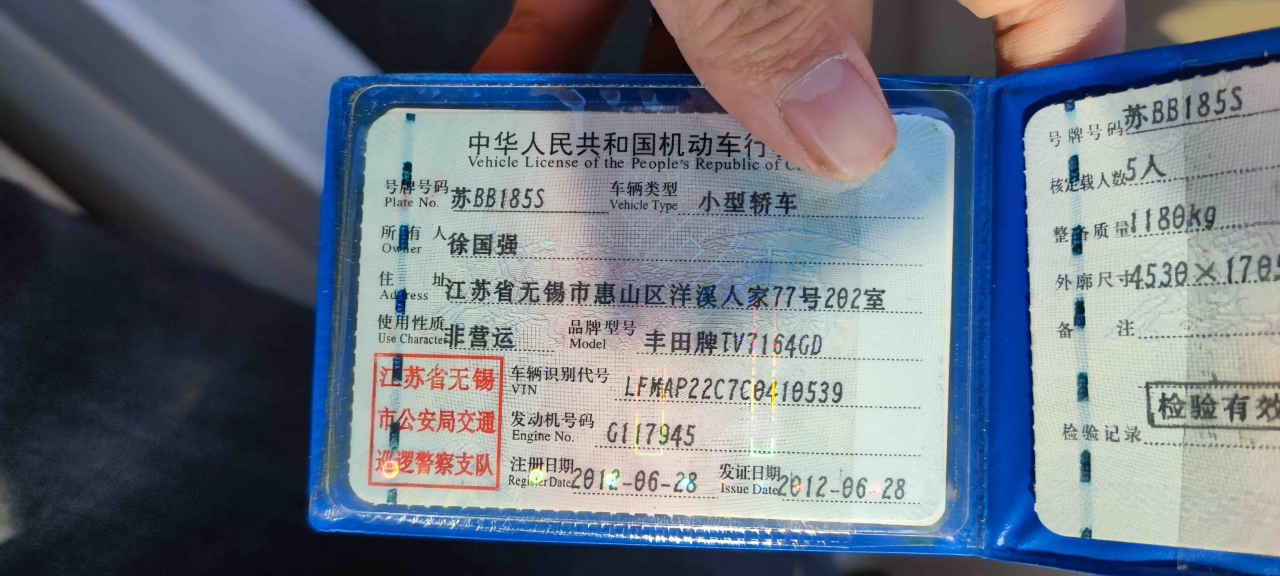 中华人民共和国机动车行
Vehicle License of the People's Republic of C
号牌号码 Plate No. 苏BB185S 车辆类型 Vehicle Type 小型轿车
所有人 Owner 徐国强
住址 Address 江苏省无锡市惠山区洋溪人家77号202室
使用性质 Use Character 非营运 品牌型号 Model 丰田牌TV7164GD
江苏省无锡
市公安局交通
巡逻警察支队
车辆识别代号 VIN LFMAP22C7C0410539
发动机号码 Engine No. G117945
注册日期 Register Date 2012-06-28 发证日期 Issue Date 2012-06-28
号牌号码 苏BB185S
核定载人数 5人
整备质量 1180kg
外廓尺寸 4530×1705
备注
检验有效
检验记录